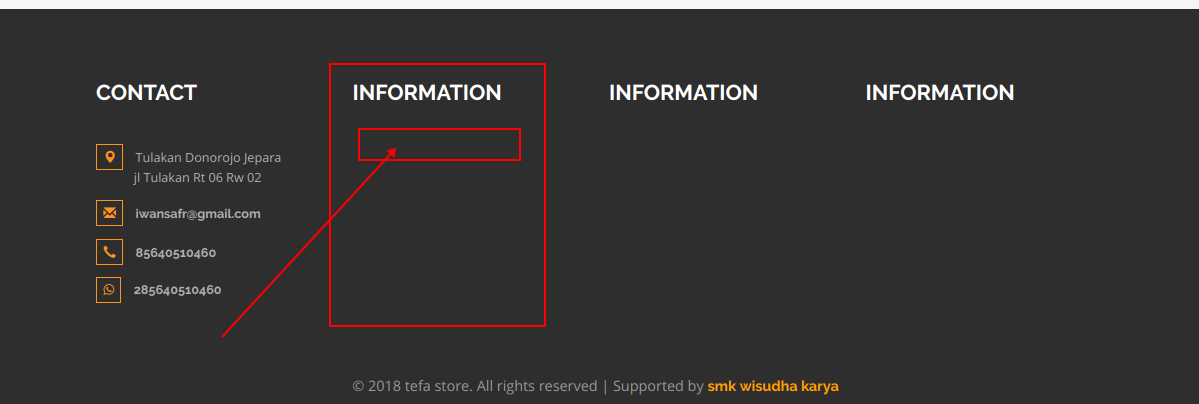 CONTACT
Tulakan Donorojo Jepara
jl Tulakan Rt 06 Rw 02
iwansafr@gmail.com
85640510460
285640510460
INFORMATION
INFORMATION
INFORMATION
© 2018 tefa store. All rights reserved | Supported by smk wisudha karya